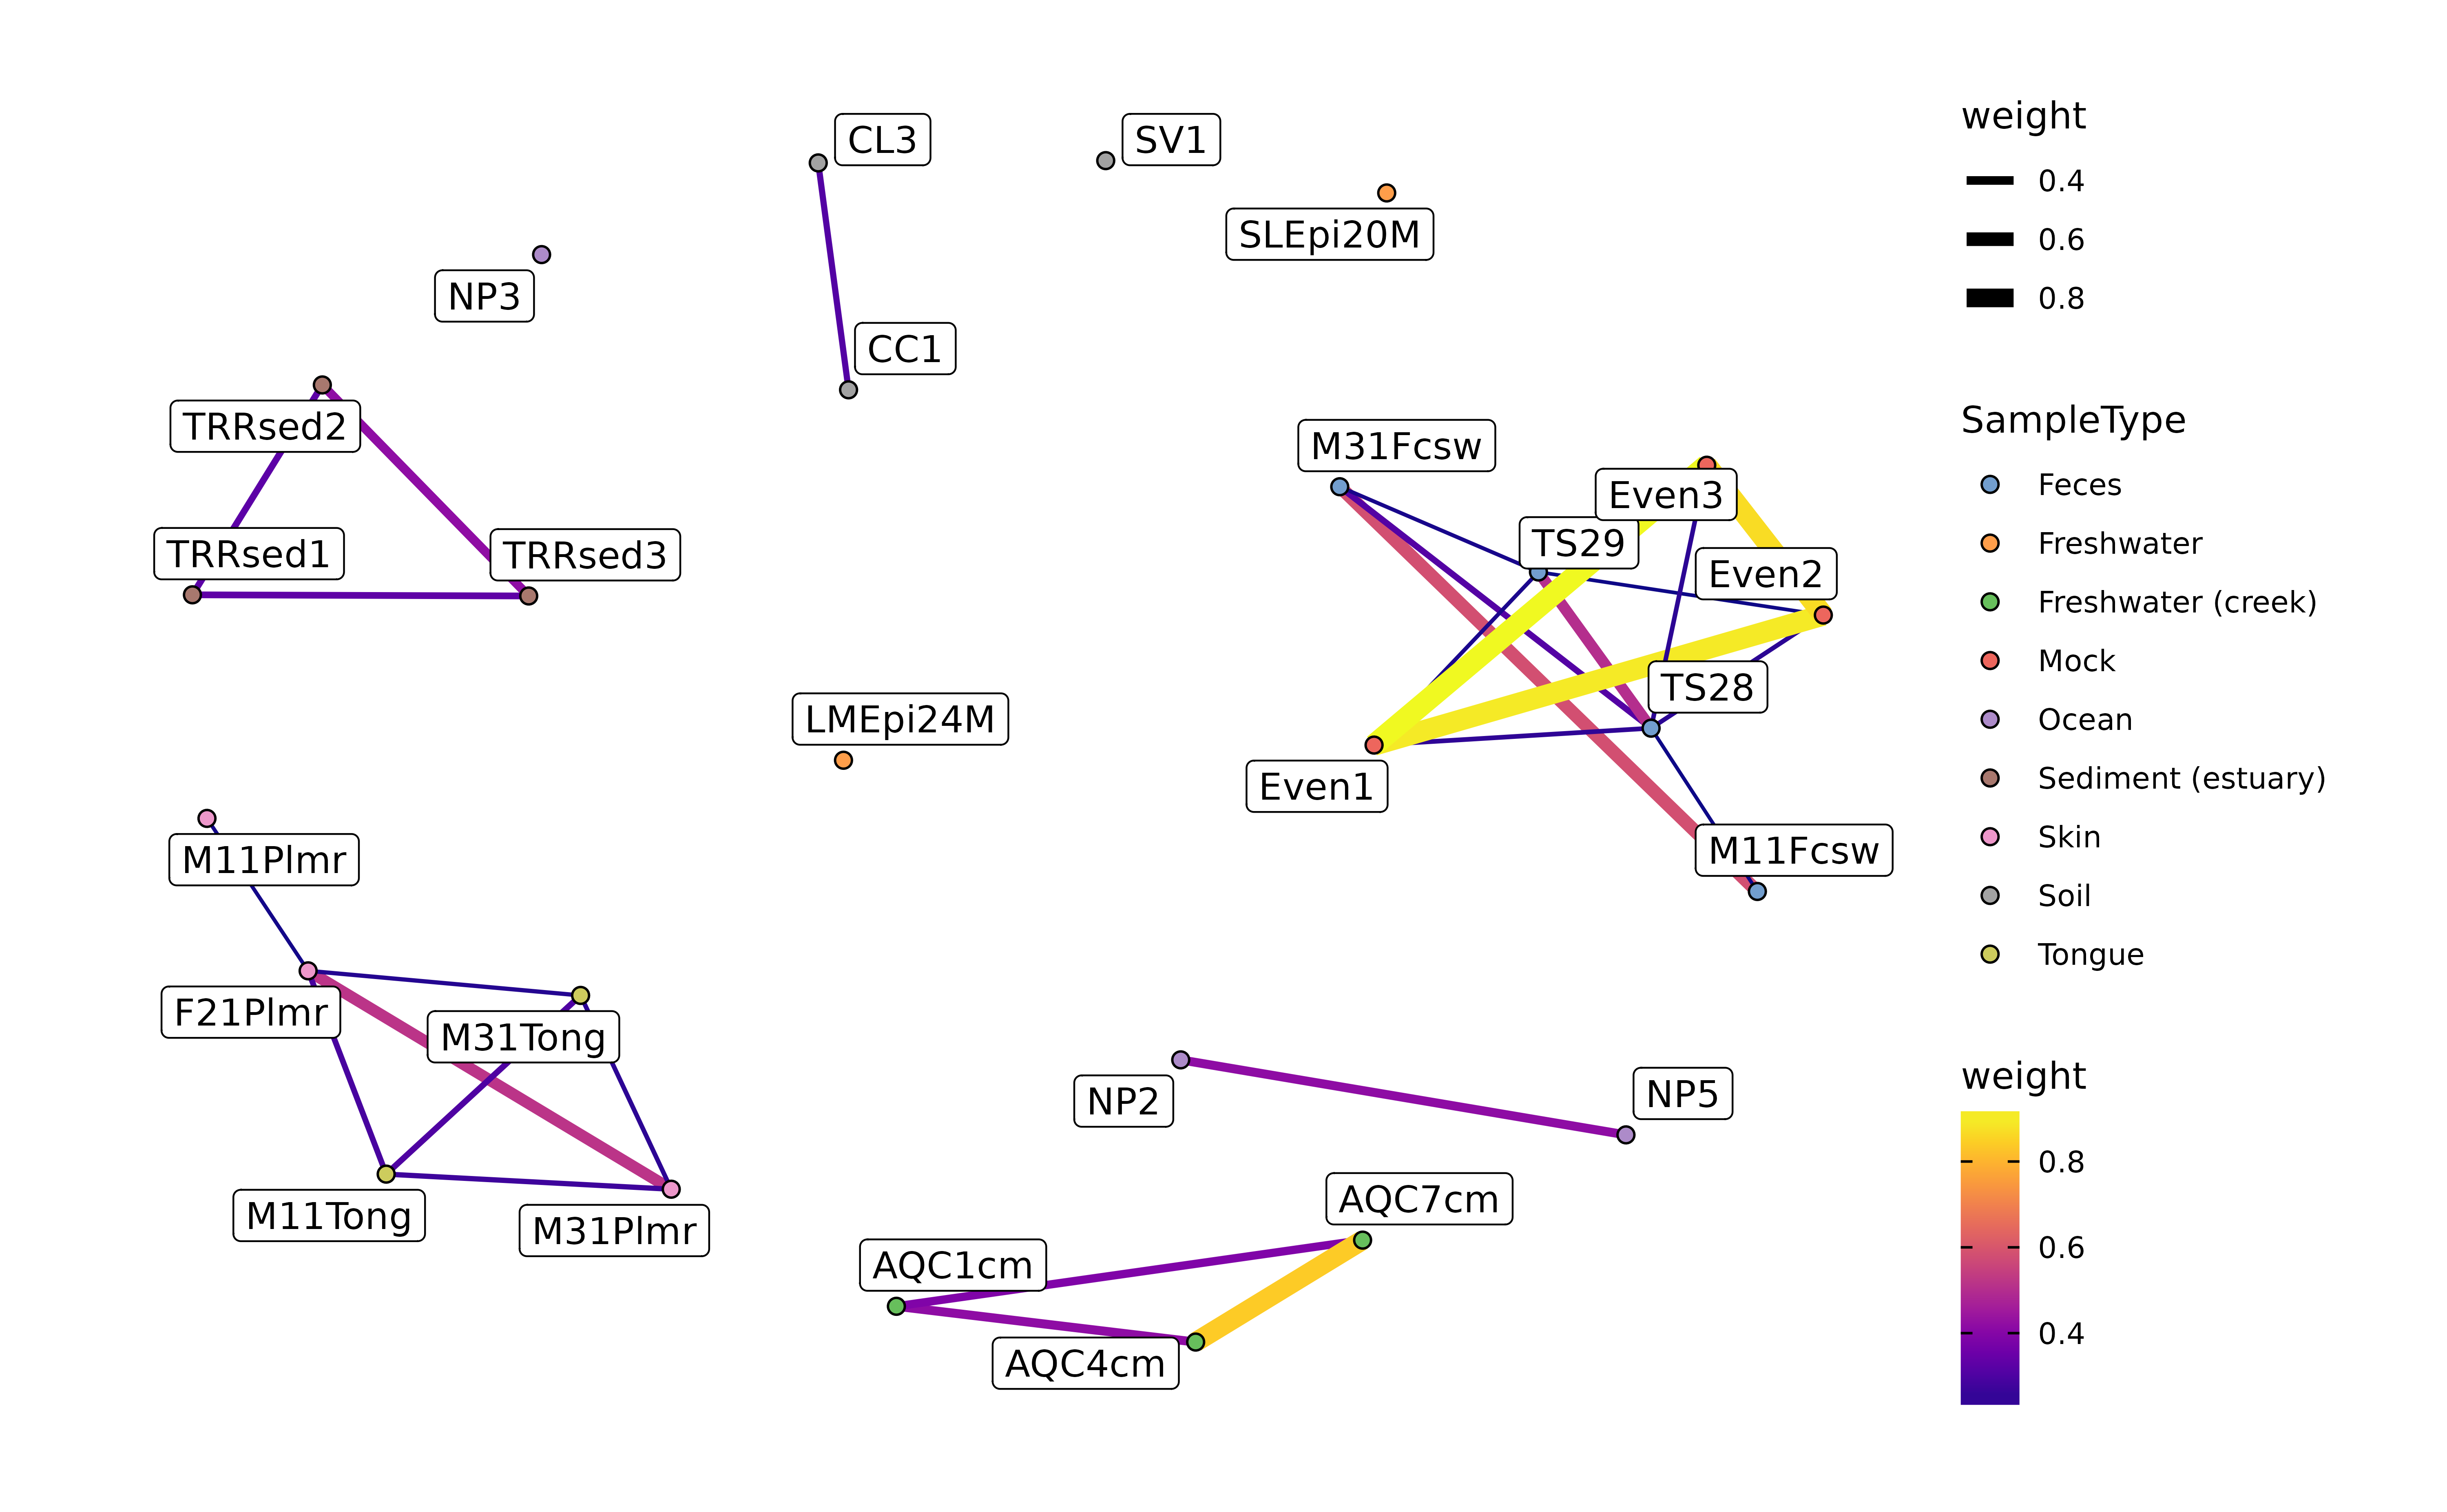 CL3
SV1
SLEpi20M
NP3
CC1
TRRsed2
M31Fcsw
Even3
TS29
TRRsed1
TRRsed3
Even2
TS28
LMEpi24M
Even1
M11Plmr
M11Fcsw
F21Plmr
M31Tong
NP2
NP5
AQC7cm
M11Tong
M31Plmr
AQC1cm
AQC4cm
weight
0.4
0.6
0.8
SampleType
Feces
Freshwater
Freshwater (creek)
Mock
Ocean
Sediment (estuary)
Skin
Soil
Tongue
weight
0.8
0.6
0.4